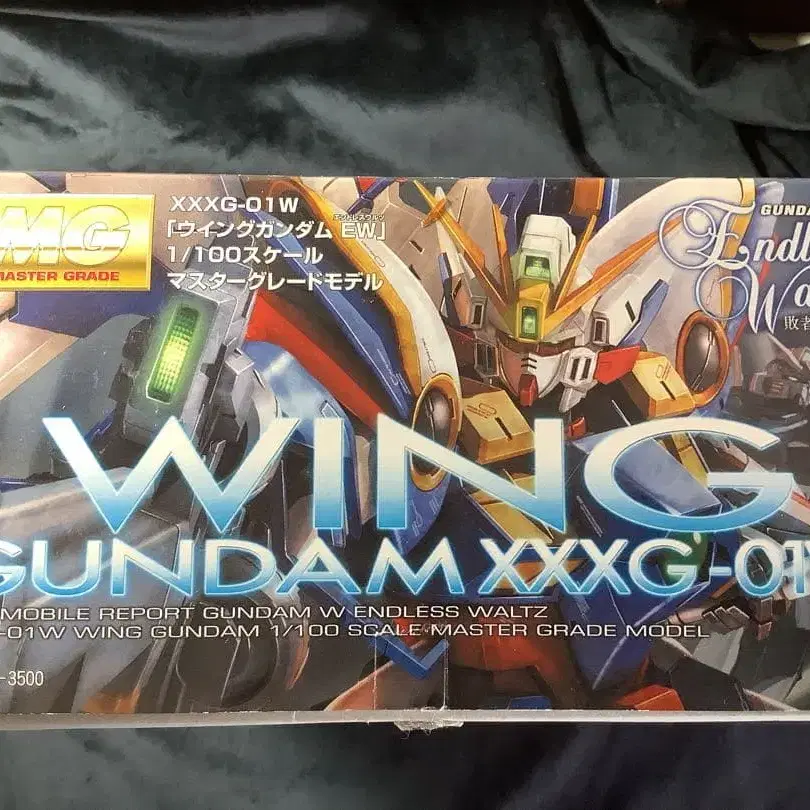 MG
MASTER GRADE
XXXG-01W
エンドレスワルツ
「ウイングガンダム EW」
1/100スケール
マスターグレードモデル
GUNDA
Endl
Wa
敗者
WING
GUNDAM XXXG-01
MOBILE REPORT GUNDAM W ENDLESS WALTZ
-01W WING GUNDAM 1/100 SCALE MASTER GRADE MODEL
-3500